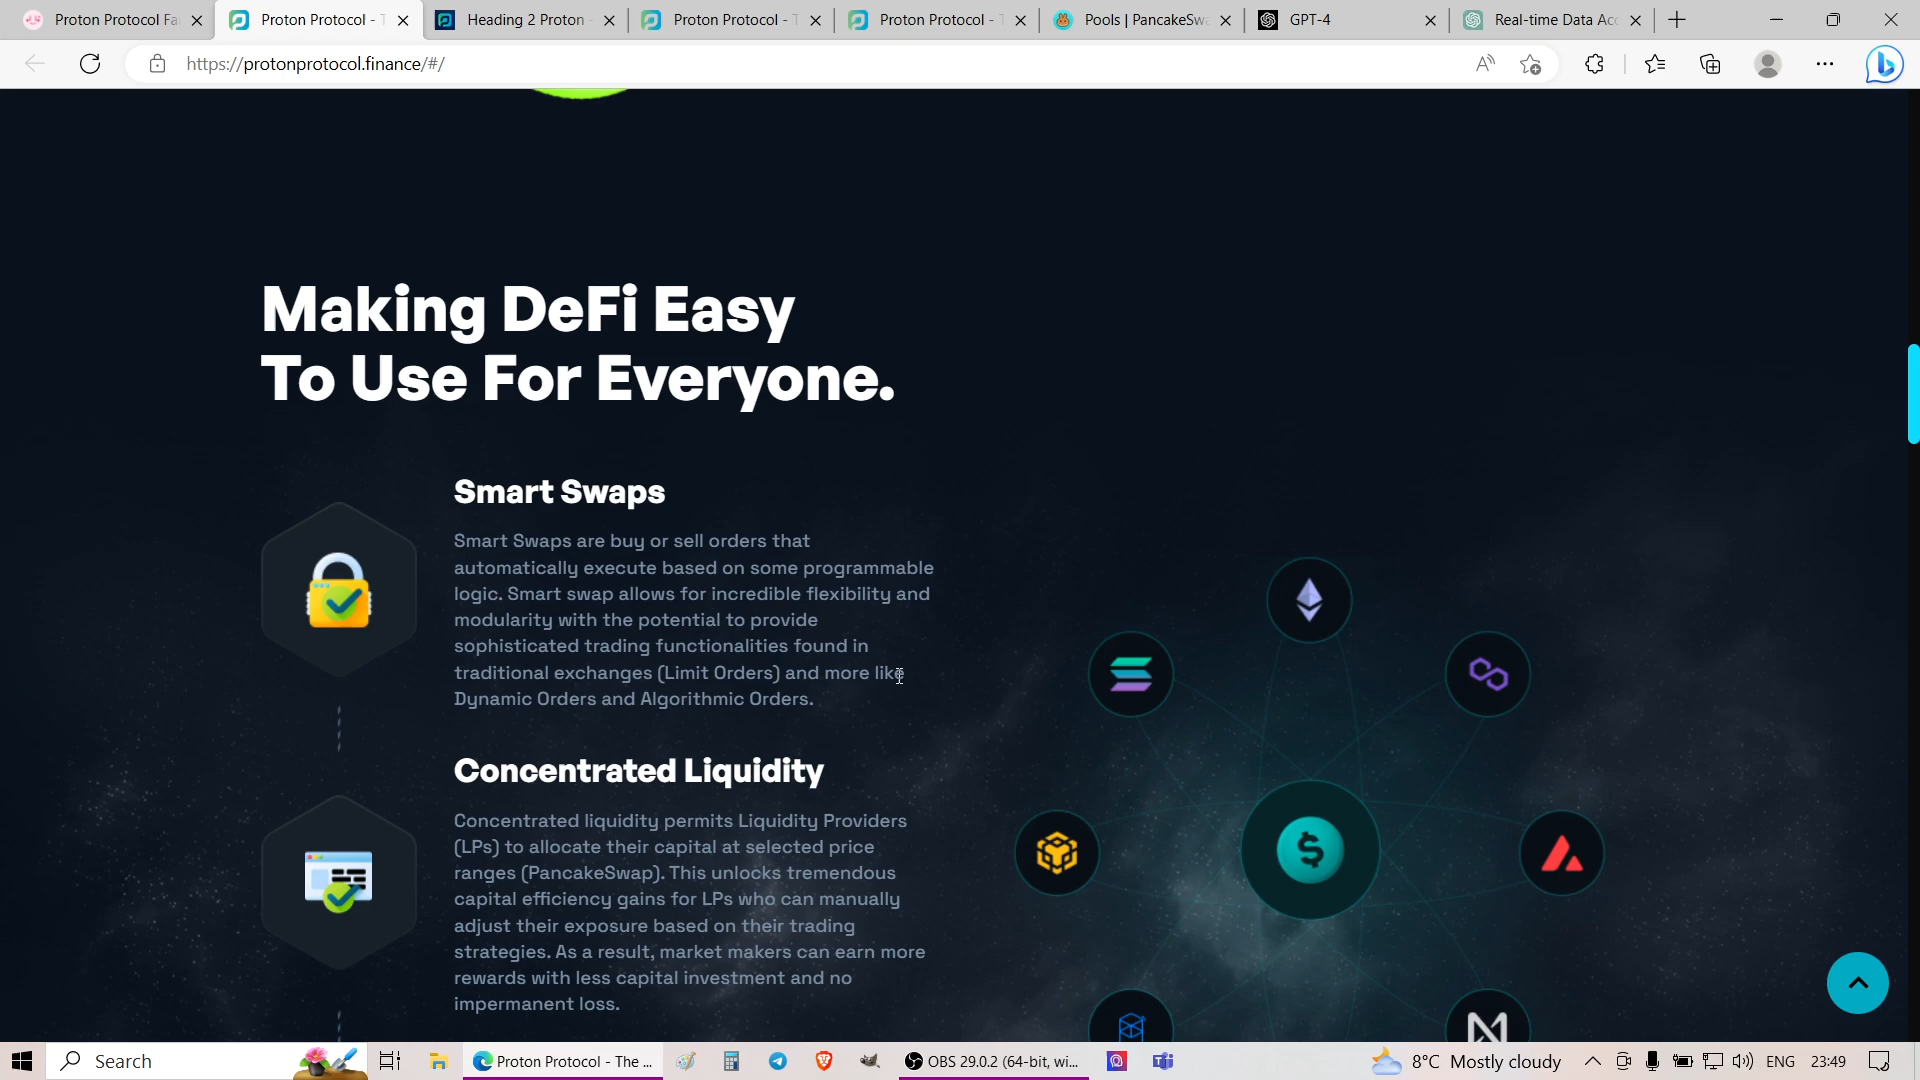 Proton Protocol Fa
Proton Protocol - T
Heading 2 Proton
Proton Protocol - T
Proton Protocol - T
Pools | PancakeSwa
GPT-4
Real-time Data Acc
https://protonprotocol.finance/#/
Making DeFi Easy
To Use For Everyone.
Smart Swaps
Smart Swaps are buy or sell orders that
automatically execute based on some programmable
logic. Smart swap allows for incredible flexibility and
modularity with the potential to provide
sophisticated trading functionalities found in
traditional exchanges (Limit Orders) and more like
Dynamic Orders and Algorithmic Orders.
Concentrated Liquidity
Concentrated liquidity permits Liquidity Providers
(LPs) to allocate their capital at selected price
ranges (PancakeSwap). This unlocks tremendous
capital efficiency gains for LPs who can manually
adjust their exposure based on their trading
strategies. As a result, market makers can earn more
rewards with less capital investment and no
impermanent loss.
Search
Proton Protocol - The ...
OBS 29.0.2 (64-bit, wi...
8°C Mostly cloudy
ENG
23:49